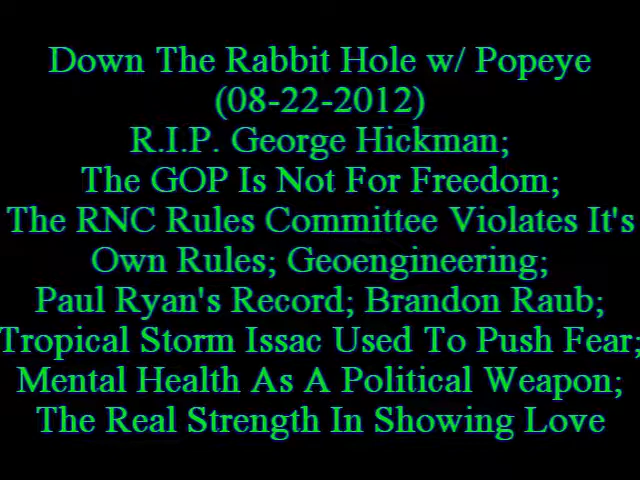 Down The Rabbit Hole w/ Popeye
(08-22-2012)
R.I.P. George Hickman;
The GOP Is Not For Freedom;
The RNC Rules Committee Violates It's
Own Rules; Geoengineering;
Paul Ryan's Record; Brandon Raub;
Tropical Storm Issac Used To Push Fear;
Mental Health As A Political Weapon;
The Real Strength In Showing Love